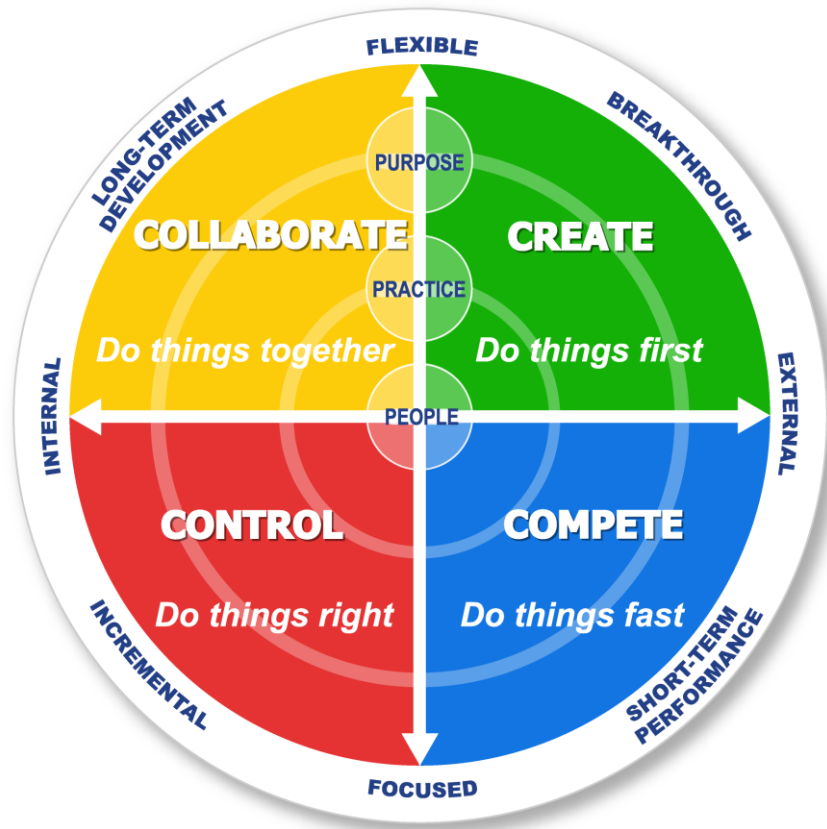 FLEXIBLE
LONG-TERM
DEVELOPMENT
BREAKTHROUGH
PURPOSE
COLLABORATE
CREATE
PRACTICE
Do things together
Do things first
INTERNAL
PEOPLE
EXTERNAL
CONTROL
COMPETE
Do things right
Do things fast
INCREMENTAL
SHORT-TERM
PERFORMANCE
FOCUSED